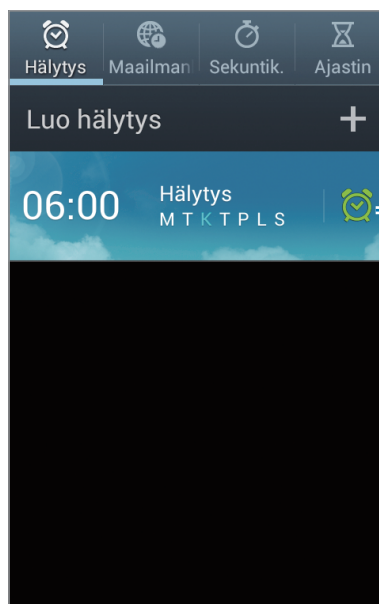 Hälytys Maailman Sekuntik. Ajastin
Luo hälytys
06:00 Hälytys
M T K T P L S